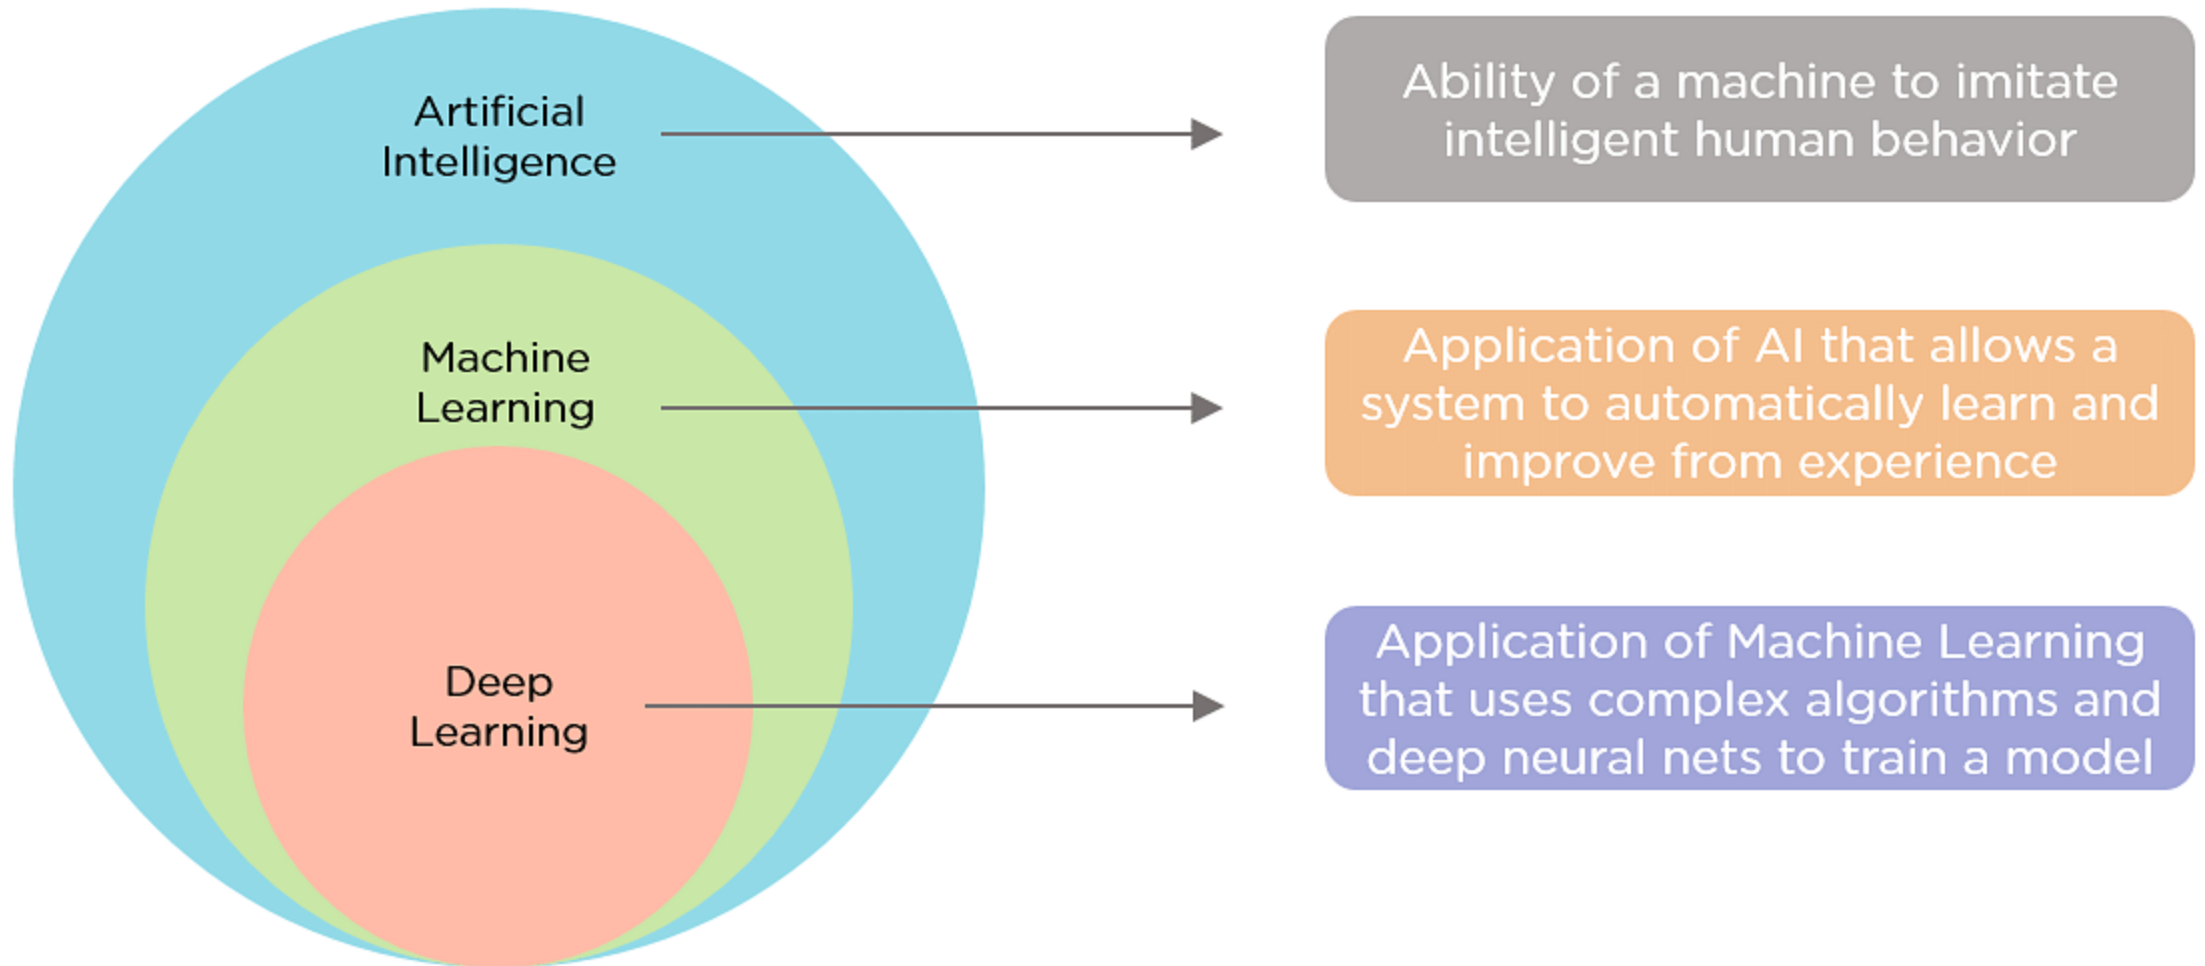 Artificial
Intelligence
Ability of a machine to imitate
intelligent human behavior
Machine
Learning
Application of AI that allows a
system to automatically learn and
improve from experience
Deep
Learning
Application of Machine Learning
that uses complex algorithms and
deep neural nets to train a model